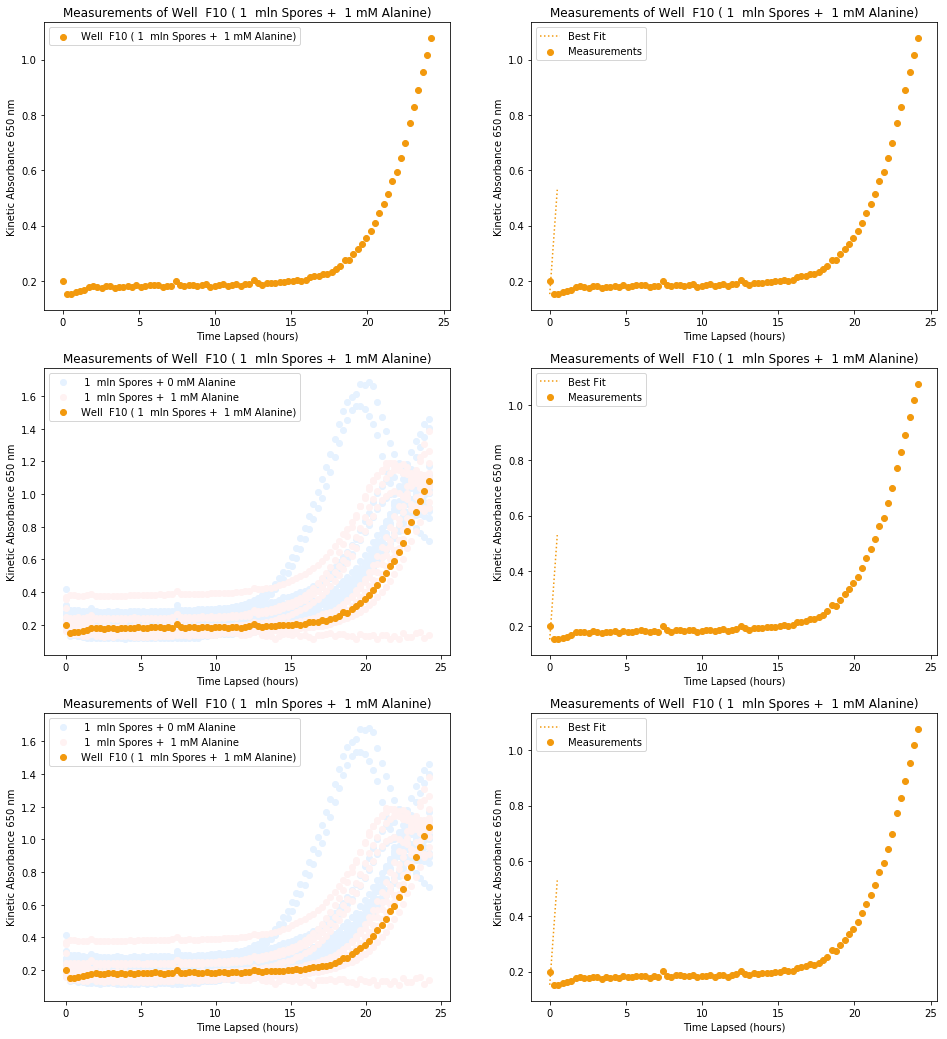 Measurements of Well  F10 ( 1  mln Spores +  1 mM Alanine)
Well  F10 ( 1  mln Spores +  1 mM Alanine)
Kinetic Absorbance 650 nm
1.0
0.8
0.6
0.4
0.2
0 5 10 15 20 25
Time Lapsed (hours)
Measurements of Well  F10 ( 1  mln Spores +  1 mM Alanine)
Best Fit
Measurements
Kinetic Absorbance 650 nm
1.0
0.8
0.6
0.4
0.2
0 5 10 15 20 25
Time Lapsed (hours)
Measurements of Well  F10 ( 1  mln Spores +  1 mM Alanine)
1  mln Spores + 0 mM Alanine
1  mln Spores +  1 mM Alanine
Well  F10 ( 1  mln Spores +  1 mM Alanine)
Kinetic Absorbance 650 nm
1.6
1.4
1.2
1.0
0.8
0.6
0.4
0.2
0 5 10 15 20 25
Time Lapsed (hours)
Measurements of Well  F10 ( 1  mln Spores +  1 mM Alanine)
Best Fit
Measurements
Kinetic Absorbance 650 nm
1.0
0.8
0.6
0.4
0.2
0 5 10 15 20 25
Time Lapsed (hours)
Measurements of Well  F10 ( 1  mln Spores +  1 mM Alanine)
1  mln Spores + 0 mM Alanine
1  mln Spores +  1 mM Alanine
Well  F10 ( 1  mln Spores +  1 mM Alanine)
Kinetic Absorbance 650 nm
1.6
1.4
1.2
1.0
0.8
0.6
0.4
0.2
0 5 10 15 20 25
Time Lapsed (hours)
Measurements of Well  F10 ( 1  mln Spores +  1 mM Alanine)
Best Fit
Measurements
Kinetic Absorbance 650 nm
1.0
0.8
0.6
0.4
0.2
0 5 10 15 20 25
Time Lapsed (hours)